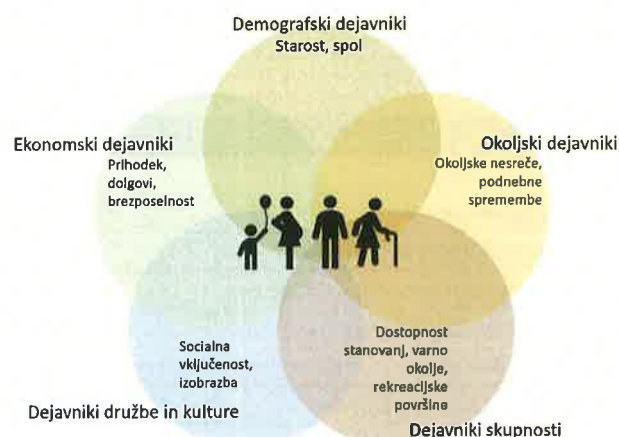 Demografski dejavniki
Starost, spol
Ekonomski dejavniki
Prihodek,
dolgovi,
brezposelnost
Okoljski dejavniki
Okoljske nesreče,
podnebne
spremembe
Socialna
vključenost,
izobrazba
Dejavniki družbe in kulture
Dostopnost
stanovanj, varno
okolje,
rekreacijske
površine
Dejavniki skupnosti